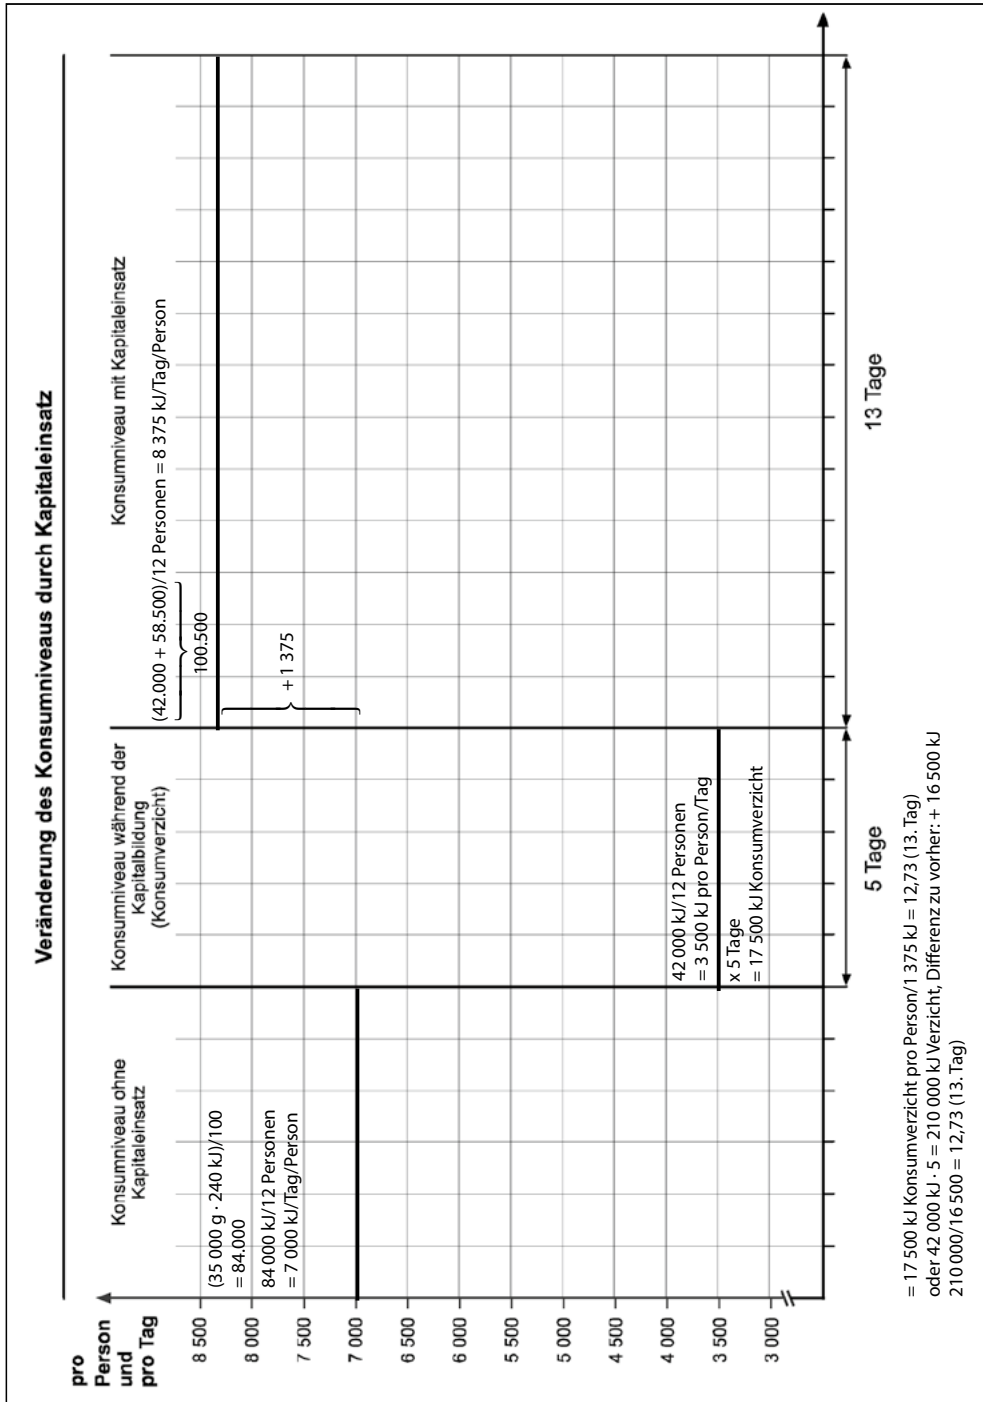 Veränderung des Konsumniveaus durch Kapitaleinsatz
pro
Person
und
pro Tag
Konsumniveau ohne
Kapitaleinsatz
Konsumniveau während der
Kapitalbildung
(Konsumverzicht)
Konsumniveau mit Kapitaleinsatz
(35 000 g · 240 kJ)/100
= 84.000
84 000 kJ/12 Personen
= 7 000 kJ/Tag/Person
(42.000 + 58.500)/12 Personen = 8 375 kJ/Tag/Person
100.500
+ 1 375
42 000 kJ/12 Personen
= 3 500 kJ pro Person/Tag
x 5 Tage
= 17 500 kJ Konsumverzicht
8 500
8 000
7 500
7 000
6 500
6 000
5 500
5 000
4 500
4 000
3 500
3 000
5 Tage
13 Tage
= 17 500 kJ Konsumverzicht pro Person/1 375 kJ = 12,73 (13. Tag)
oder 42 000 kJ · 5 = 210 000 kJ Verzicht, Differenz zu vorher: + 16 500 kJ
210 000/16 500 = 12,73 (13. Tag)